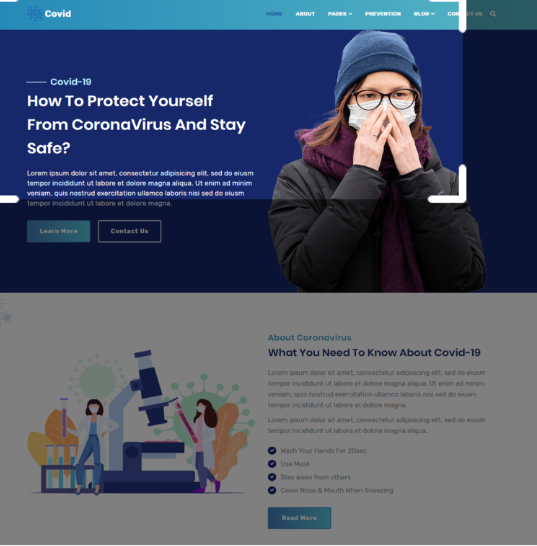 Covid
HOME ABOUT PAGES PREVENTION BLOG CONTACT US
Covid-19
How To Protect Yourself
From CoronaVirus And Stay
Safe?
Lorem ipsum dolor sit amet, consectetur adipisicing elit, sed do eiusm
tempor incididunt ut labore et dolore magna aliqua. Ut enim ad minim
veniam, quis nostrud exercitation ullamco laboris nisi sed do eiusm
tempor incididunt ut labore et dolore magna.
Learn More Contact Us
About Coronavirus
What You Need To Know About Covid-19
Lorem ipsum dolor sit amet, consectetur adipisicing elit, sed do eiusm
tempor incididunt ut labore et dolore magna aliqua. Ut enim ad minim
veniam, quis nostrud exercitation ullamco laboris nisi sed do eiusm
tempor incididunt ut labore et dolore magna.
Lorem ipsum dolor sit amet, consectetur adipisicing elit, sed do eiusm
tempor incididunt ut labore et dolore magna aliqua.
Wash Your Hands For 20sec
Use Mask
Stay away from others
Cover Nose & Mouth When Sneezing
Read More